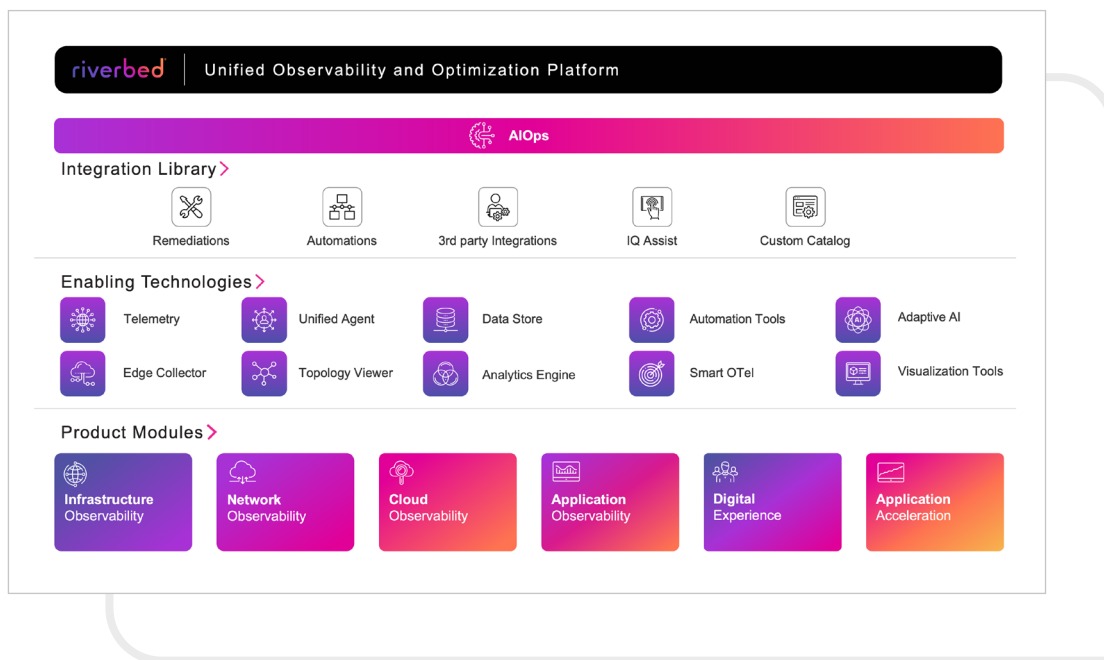 riverbed Unified Observability and Optimization Platform
AIOps
Integration Library
Remediations
Automations
3rd party Integrations
IQ Assist
Custom Catalog
Enabling Technologies
Telemetry
Unified Agent
Data Store
Automation Tools
AI
Adaptive AI
Edge Collector
Topology Viewer
Analytics Engine
Smart OTel
Visualization Tools
Product Modules
Infrastructure
Observability
Network
Observability
Cloud
Observability
Application
Observability
Digital
Experience
Application
Acceleration